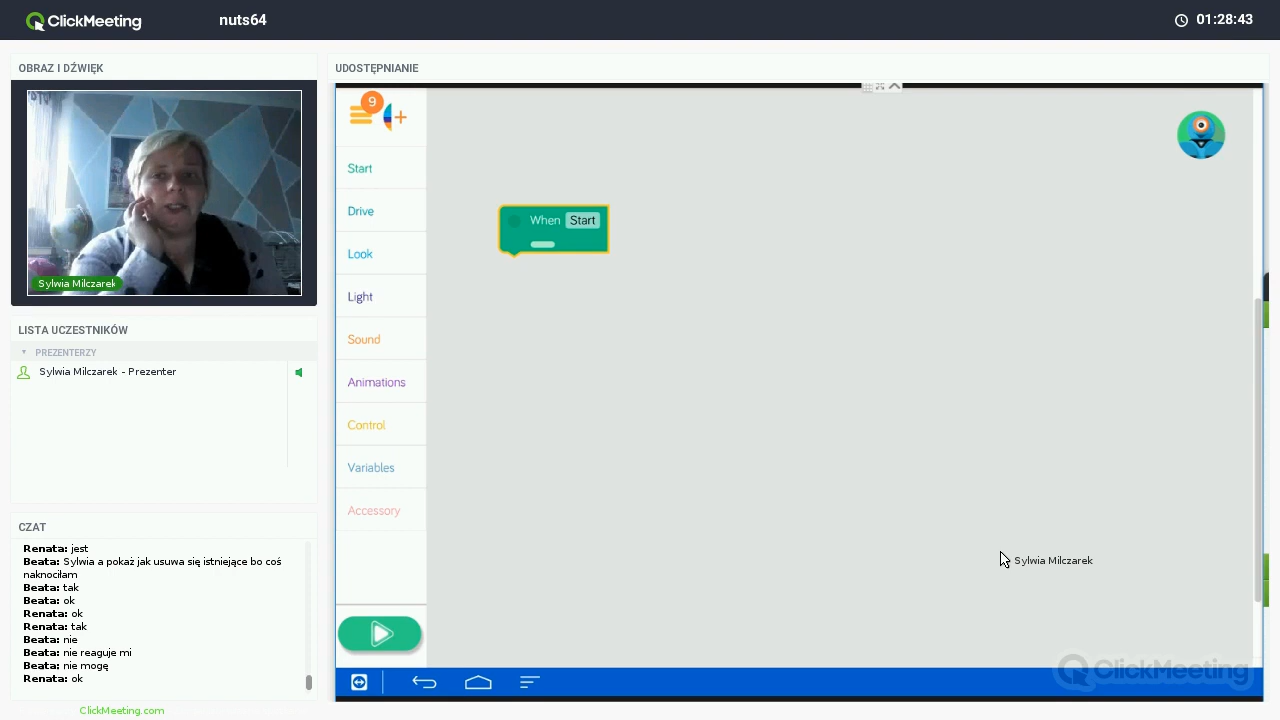 ClickMeeting
nuts64
01:28:43
OBRAZ I DŹWIĘK
Sylwia Milczarek
LISTA UCZESTNIKÓW
PREZENTERZY
Sylwia Milczarek - Prezenter
CZAT
Renata: jest
Beata: Sylwia a pokaż jak usuwa się istniejące bo coś
naknociłam
Beata: tak
Beata: ok
Renata: ok
Renata: tak
Beata: nie
Beata: nie reaguje mi
Beata: nie mogę
Renata: ok
ClickMeeting.com
UDOSTĘPNIANIE
9
Start
Drive
Look
Light
Sound
Animations
Control
Variables
Accessory
When Start
Sylwia Milczarek
ClickMeeting